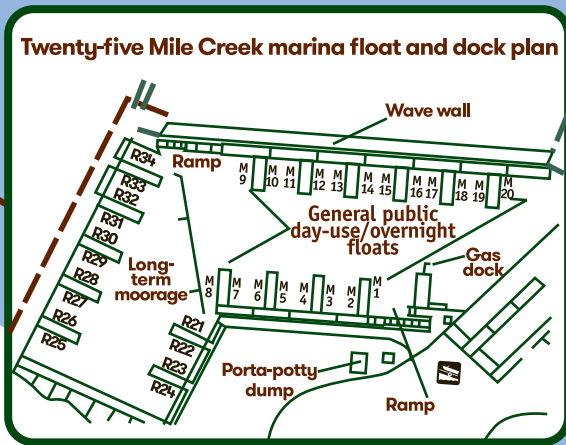 Twenty-five Mile Creek marina float and dock plan
Wave wall
R34
Ramp
M
9
M
10
M
11
M
12
M
13
M
14
M
15
M
16
M
17
M
18
M
19
M
20
R33
R32
R31
R30
R29
R28
R27
R26
R25
General public
day-use/overnight
floats
Long-
term
moorage
Gas
dock
M
8
M
7
M
6
M
5
M
4
M
3
M
2
M
1
R21
R22
R23
R24
Porta-potty
dump
Ramp